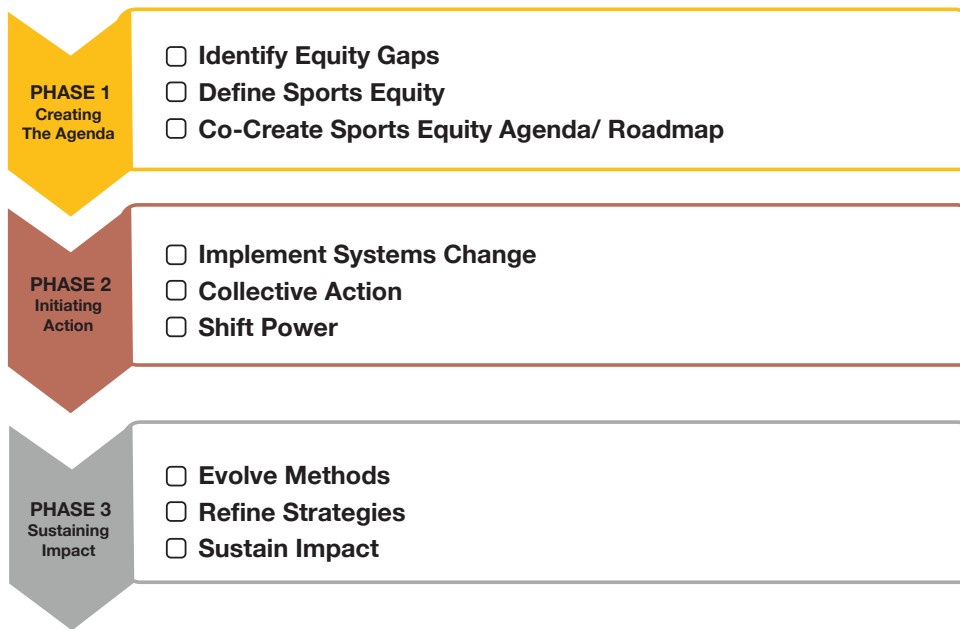 PHASE 1
Creating
The Agenda
Identify Equity Gaps
Define Sports Equity
Co-Create Sports Equity Agenda/ Roadmap
PHASE 2
Initiating
Action
Implement Systems Change
Collective Action
Shift Power
PHASE 3
Sustaining
Impact
Evolve Methods
Refine Strategies
Sustain Impact